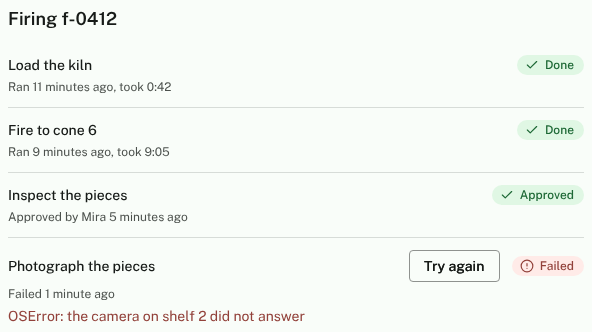 Firing f-0412
Load the kiln
Done
Ran 11 minutes ago, took 0:42
Fire to cone 6
Done
Ran 9 minutes ago, took 9:05
Inspect the pieces
Approved
Approved by Mira 5 minutes ago
Photograph the pieces
Try again
Failed
Failed 1 minute ago
OSError: the camera on shelf 2 did not answer